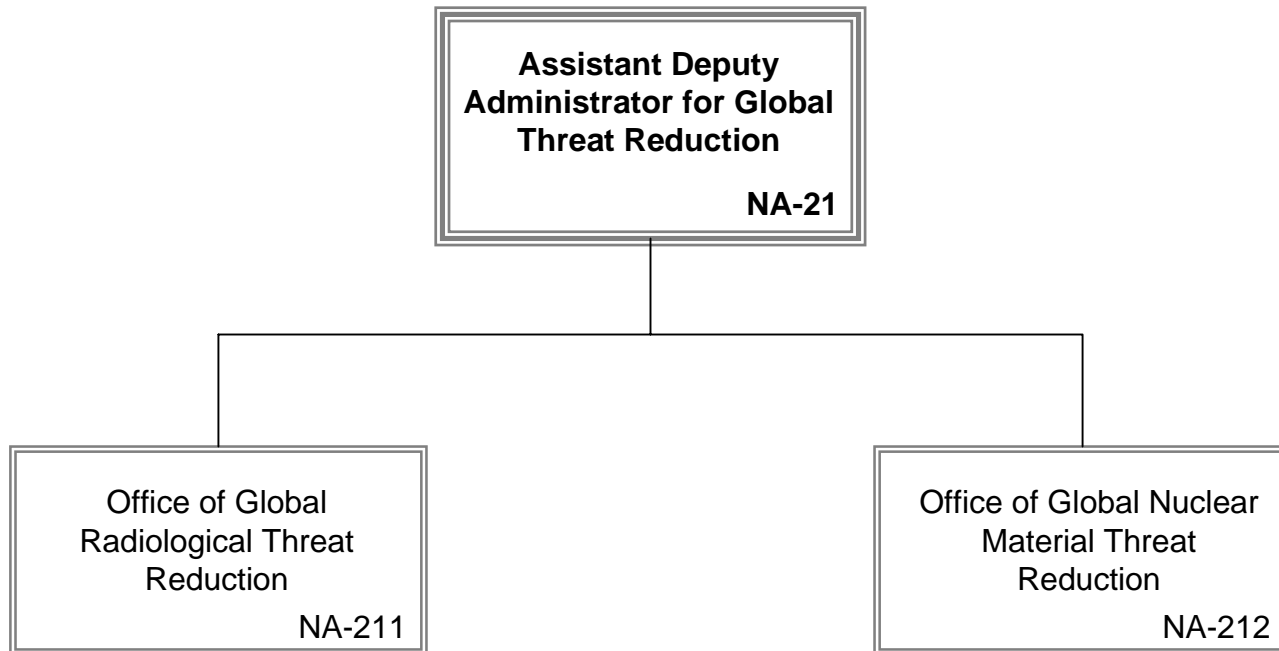 Assistant Deputy
Administrator for Global
Threat Reduction
NA-21
Office of Global
Radiological Threat
Reduction
NA-211
Office of Global Nuclear
Material Threat
Reduction
NA-212